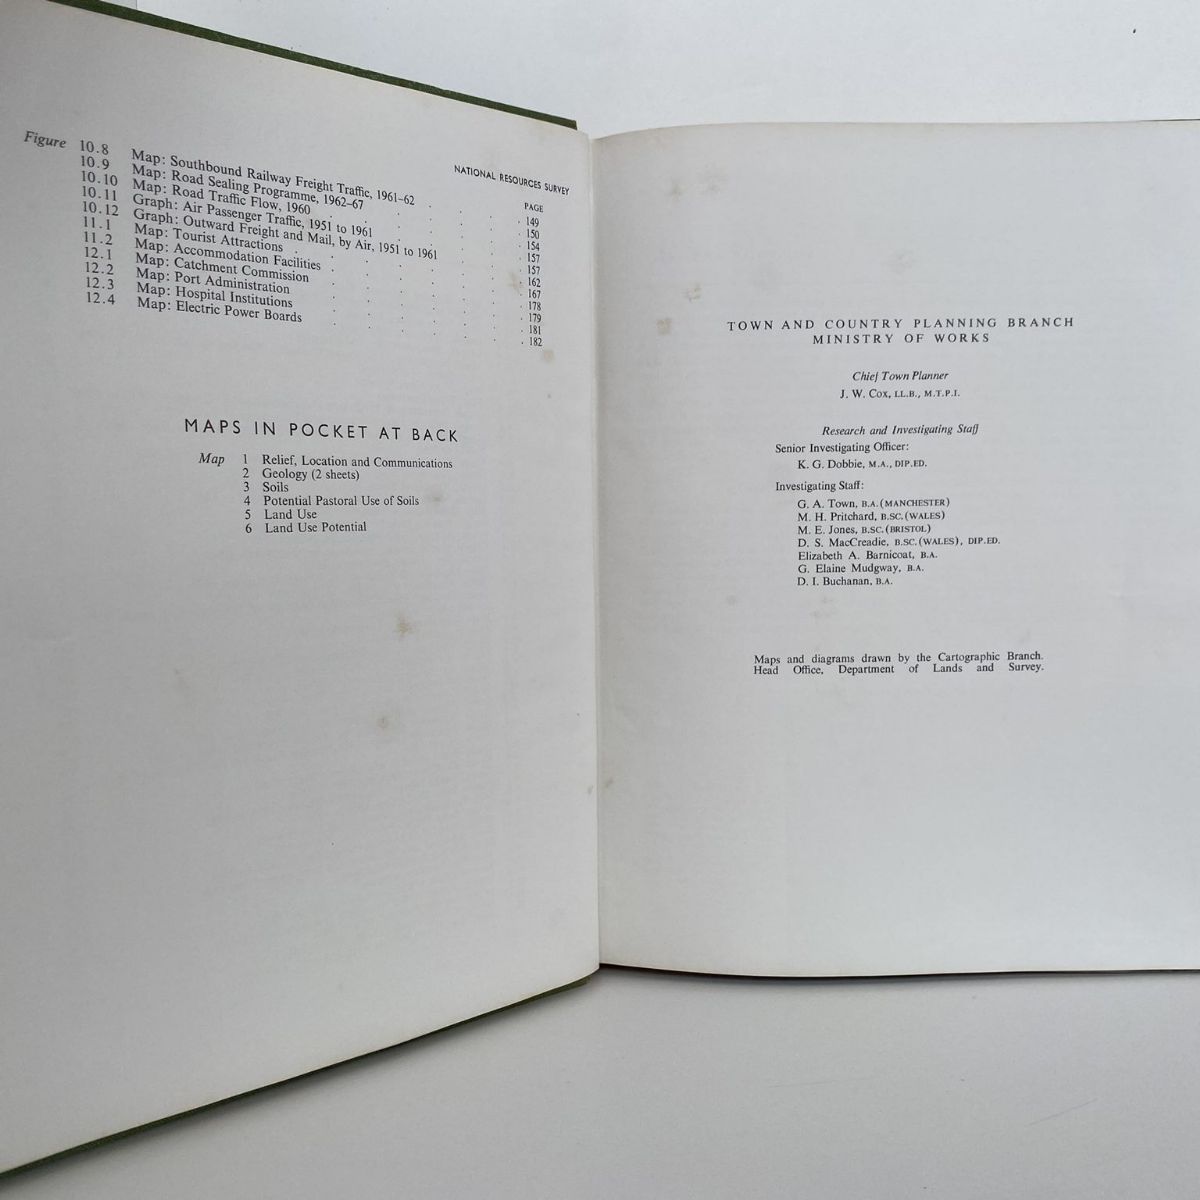 NATIONAL RESOURCES SURVEY
PAGE
Figure 10.8 Map: Southbound Railway Freight Traffic, 1961–62 . . . . 149
10.9 Map: Road Sealing Programme, 1962–67 . . . . 150
10.10 Map: Road Traffic Flow, 1960 . . . . . 154
10.11 Graph: Air Passenger Traffic, 1951 to 1961 . . . . 157
10.12 Graph: Outward Freight and Mail, by Air, 1951 to 1961 . . . 157
11.1 Map: Tourist Attractions . . . . . . 162
11.2 Map: Accommodation Facilities . . . . . 167
12.1 Map: Catchment Commission . . . . . 178
12.2 Map: Port Administration . . . . . 179
12.3 Map: Hospital Institutions . . . . . 181
12.4 Map: Electric Power Boards . . . . . 182
MAPS IN POCKET AT BACK
Map 1 Relief, Location and Communications
2 Geology (2 sheets)
3 Soils
4 Potential Pastoral Use of Soils
5 Land Use
6 Land Use Potential
TOWN AND COUNTRY PLANNING BRANCH
MINISTRY OF WORKS
Chief Town Planner
J. W. COX, LL.B., M.T.P.I.
Research and Investigating Staff
Senior Investigating Officer:
K. G. Dobbie, M.A., DIP.ED.
Investigating Staff:
G. A. Town, B.A.(MANCHESTER)
M. H. Pritchard, B.SC.(WALES)
M. E. Jones, B.SC.(BRISTOL)
D. S. MacCreadie, B.SC.(WALES), DIP.ED.
Elizabeth A. Barnicoat, B.A.
G. Elaine Mudgway, B.A.
D. I. Buchanan, B.A.
Maps and diagrams drawn by the Cartographic Branch.
Head Office, Department of Lands and Survey.